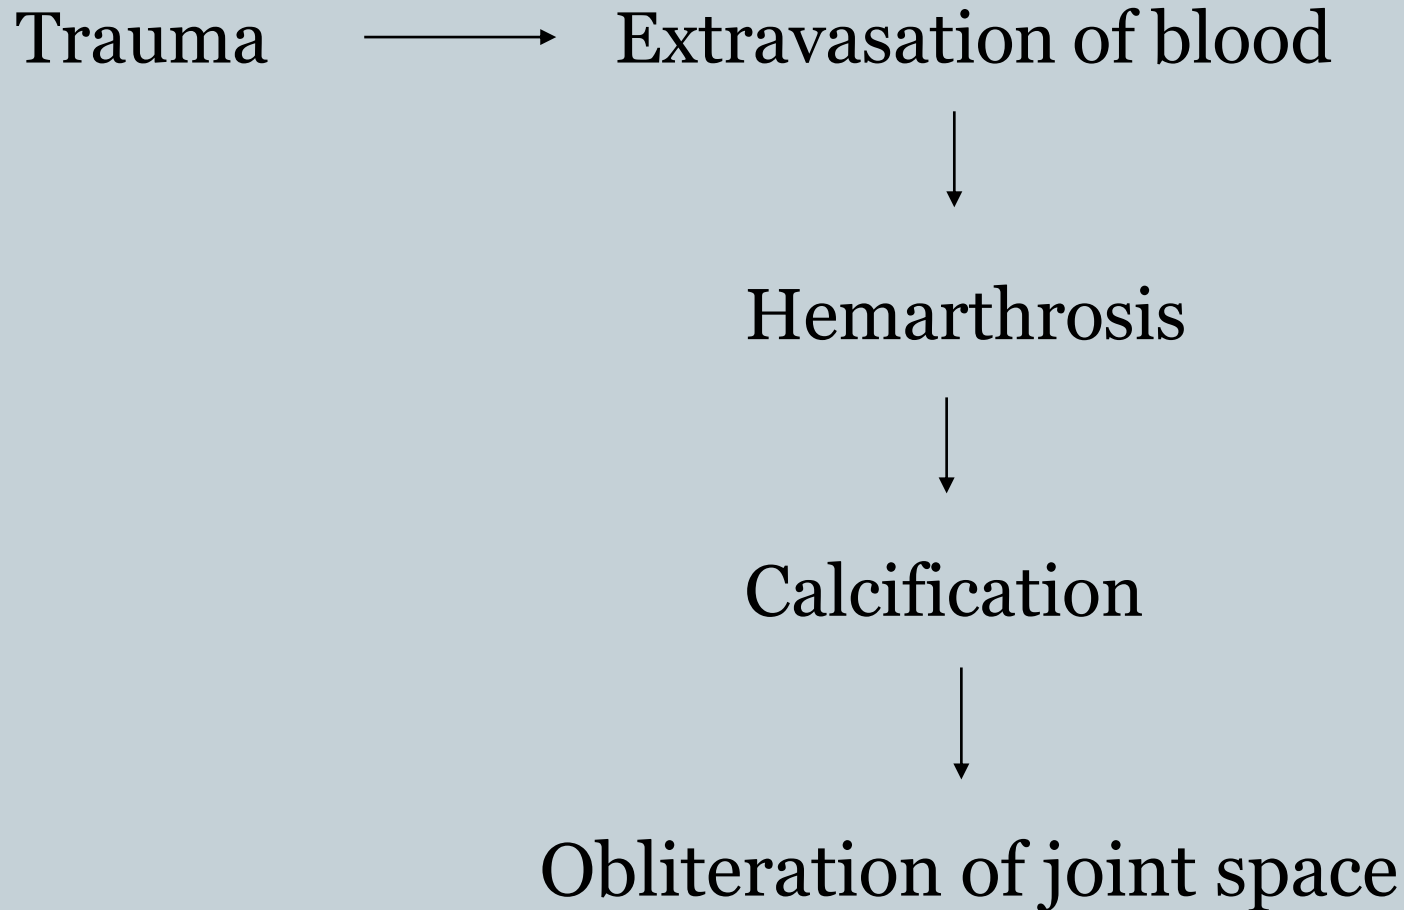 Trauma
Extravasation of blood
Hemarthrosis
Calcification
Obliteration of joint space